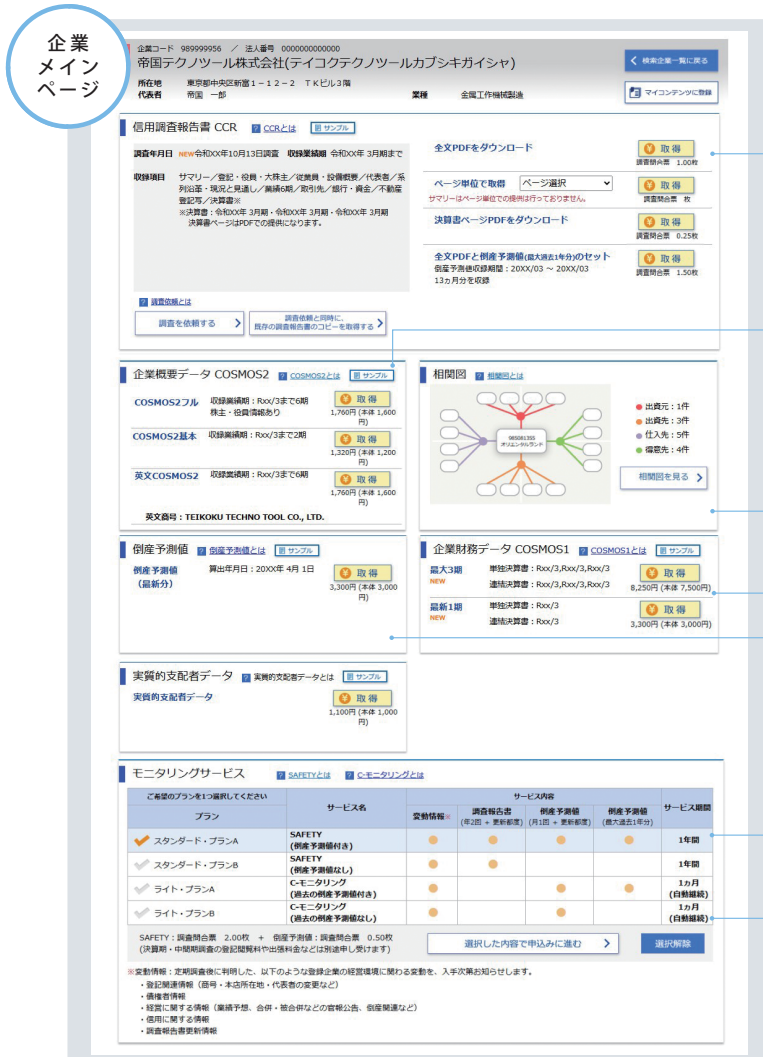 企業
メイン
ページ
企業コード 989999956 ／ 法人番号 0000000000000
帝国テクノツール株式会社(テイコクテクノツールカブシキガイシャ)
検索企業一覧に戻る
所在地 東京都中央区新富1－12－2 TKビル3階
代表者 帝国 一郎 業種 金属工作機械製造
マイコンテンツに登録
信用調査報告書 CCR ? CCRとは サンプル
調査年月日 NEW令和XX年10月13日調査 収録業績期 令和XX年 3月期まで
収録項目 サマリー／登記・役員・大株主／従業員・設備概要／代表者／系
列沿革・現況と見通し／業績6期／取引先／銀行・資金／不動産
登記写／決算書※
※決算書：令和XX年 3月期・令和XX年 3月期・令和XX年 3月期
決算書ページはPDFでの提供になります。
全文PDFをダウンロード 取得
調査問合票 1.00枚
ページ単位で取得 ページ選択 取得
サマリーはページ単位での提供は行っておりません。 調査問合票 枚
決算書ページPDFをダウンロード 取得
調査問合票 0.25枚
全文PDFと倒産予測値(最大過去1年分)のセット 取得
倒産予測値収録期間：20XX/03 ～ 20XX/03
13ヵ月分を収録
調査問合票 1.50枚
? 調査依頼とは
調査を依頼する
調査依頼と同時に、
既存の調査報告書のコピーを取得する
企業概要データ COSMOS2 ? COSMOS2とは サンプル
COSMOS2フル 収録業績期：Rxx/3まで6期 取得
株主・役員情報あり 1,760円 (本体 1,600
円)
COSMOS2基本 収録業績期：Rxx/3まで2期 取得
1,320円 (本体 1,200
円)
英文COSMOS2 収録業績期：Rxx/3まで6期 取得
1,760円 (本体 1,600
円)
英文商号：TEIKOKU TECHNO TOOL CO., LTD.
相関図 ? 相関図とは
985081355
オリエンタルランド
出資元：1件
出資先：3件
仕入先：5件
得意先：4件
相関図を見る
倒産予測値 ? 倒産予測値とは サンプル
倒産予測値 算出年月日：20XX年 4月 1日 取得
（最新分） 3,300円 (本体 3,000
円)
企業財務データ COSMOS1 ? COSMOS1とは サンプル
最大3期 単独決算書：Rxx/3,Rxx/3,Rxx/3 取得
NEW 連結決算書：Rxx/3,Rxx/3,Rxx/3 8,250円 (本体 7,500円)
最新1期 単独決算書：Rxx/3 取得
NEW 連結決算書：Rxx/3 3,300円 (本体 3,000円)
実質的支配者データ ? 実質的支配者データとは サンプル
実質的支配者データ 取得
1,100円 (本体 1,000
円)
モニタリングサービス ? SAFETYとは ? C-モニタリングとは
ご希望のプランを1つ選択してください サービス名 サービス内容 サービス期間
プラン 変動情報※ 調査報告書 倒産予測値 倒産予測値
(年2回 + 更新都度) (月1回 + 更新都度) (最大過去1年分)
スタンダード・プランA SAFETY
(倒産予測値付き) 1年間
スタンダード・プランB SAFETY
(倒産予測値なし) 1年間
ライト・プランA C-モニタリング 1ヵ月
(過去の倒産予測値付き) (自動継続)
ライト・プランB C-モニタリング 1ヵ月
(過去の倒産予測値なし) (自動継続)
SAFETY：調査問合票 2.00枚 + 倒産予測値：調査問合票 0.50枚
(決算期・中間期調査の登記閲覧料や出張料金などは別途申し受けます)
選択した内容で申込みに進む
選択解除
※変動情報：定期調査後に判明した、以下のような登録企業の経営環境に関わる変動を、入手次第お知らせします。
・登記関連情報（商号・本店所在地・代表者の変更など）
・債権者情報
・経営に関する情報（業績予想、合併・被合併などの官報公告、倒産関連など）
・信用に関する情報
・調査報告書更新情報